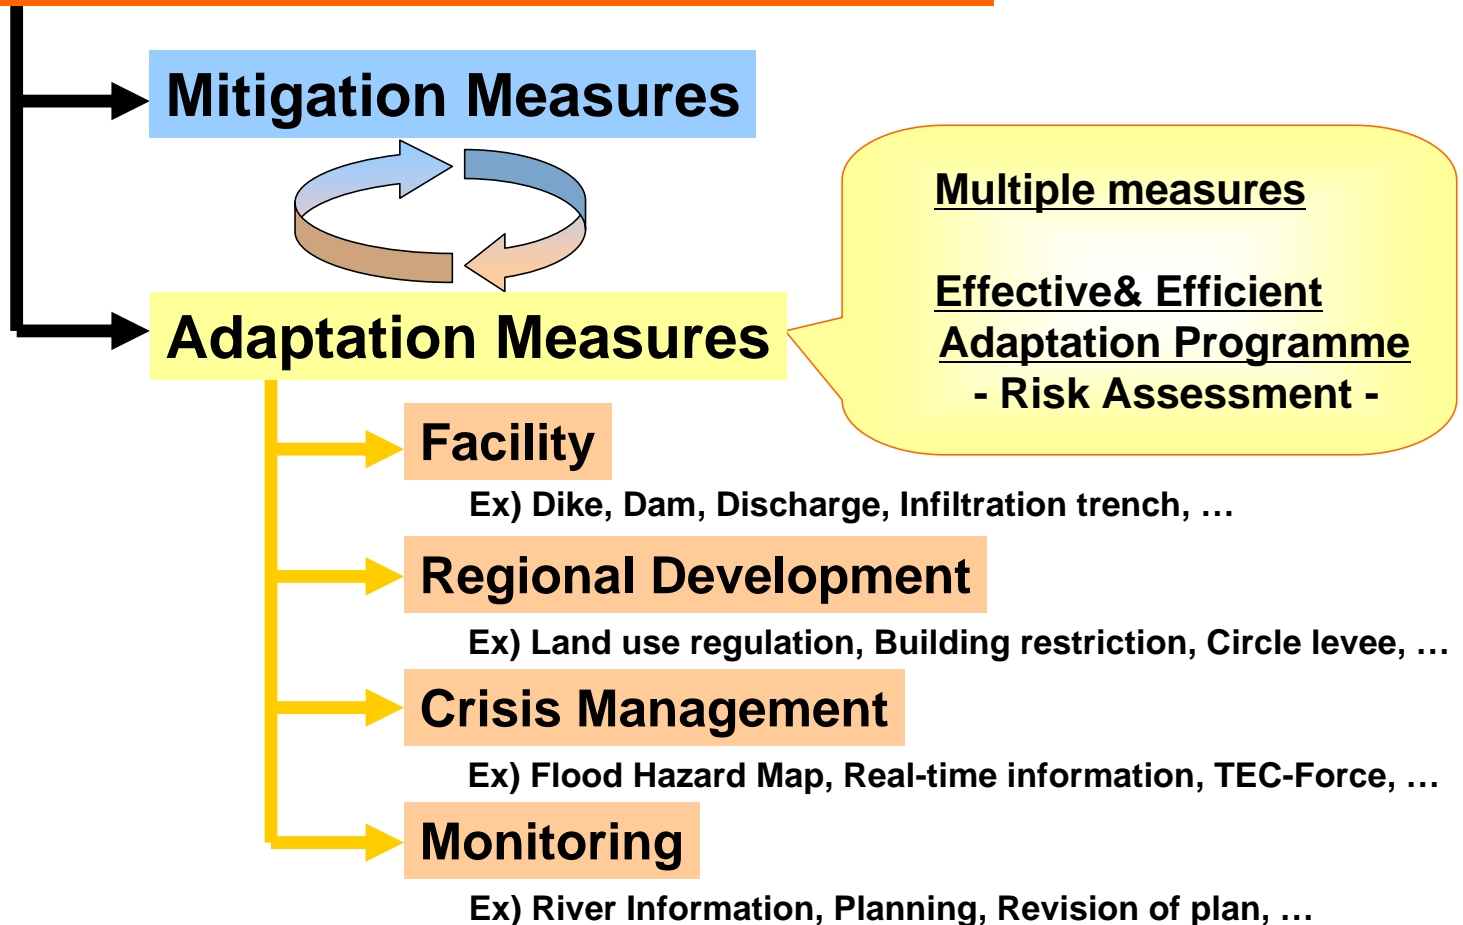 Mitigation Measures
Multiple measures
Effective& Efficient
Adaptation Programme
- Risk Assessment -
Adaptation Measures
Facility
Ex) Dike, Dam, Discharge, Infiltration trench, …
Regional Development
Ex) Land use regulation, Building restriction, Circle levee, …
Crisis Management
Ex) Flood Hazard Map, Real-time information, TEC-Force, …
Monitoring
Ex) River Information, Planning, Revision of plan, …